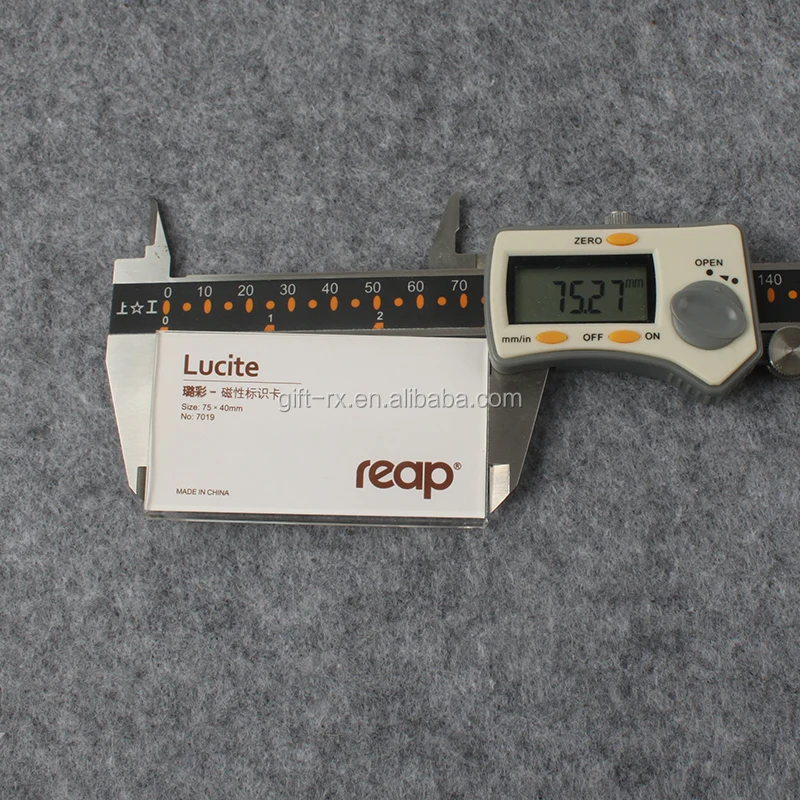 ZERO
OPEN
75.27 mm
mm/in OFF ON
上☆工
0 10 20 30 40 50 60 70 140
0 1 2
Lucite
璐彩 - 磁性标识卡
Size: 75 × 40mm
No: 7019
reap®
MADE IN CHINA
gift-rx.en.alibaba.com